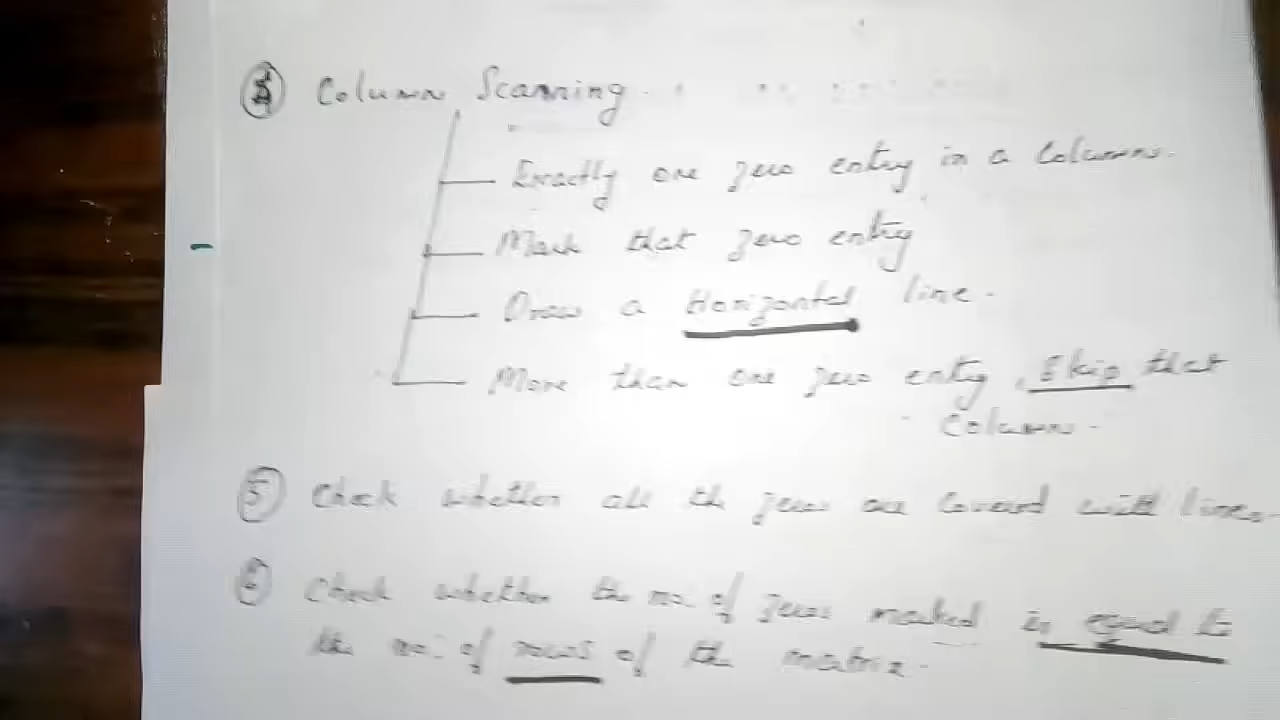 ④ Column Scanning.
Exactly one zero entry in a column.
Mark that zero entry
Draw a Horizontal line.
More than one zero entry, Skip that
Column.
⑤ Check whether all the zeros are covered with lines.
⑥ Check whether the no: of zeros marked is equal to
the no: of rows of the matrix.